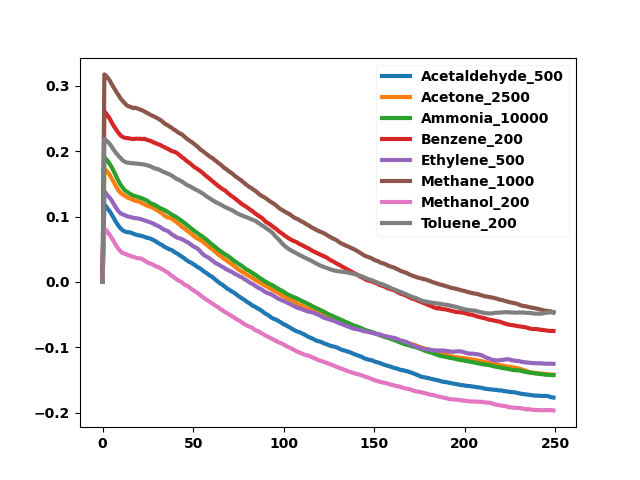 0.3
0.2
0.1
0.0
−0.1
−0.2
0 50 100 150 200 250
Acetaldehyde_500
Acetone_2500
Ammonia_10000
Benzene_200
Ethylene_500
Methane_1000
Methanol_200
Toluene_200